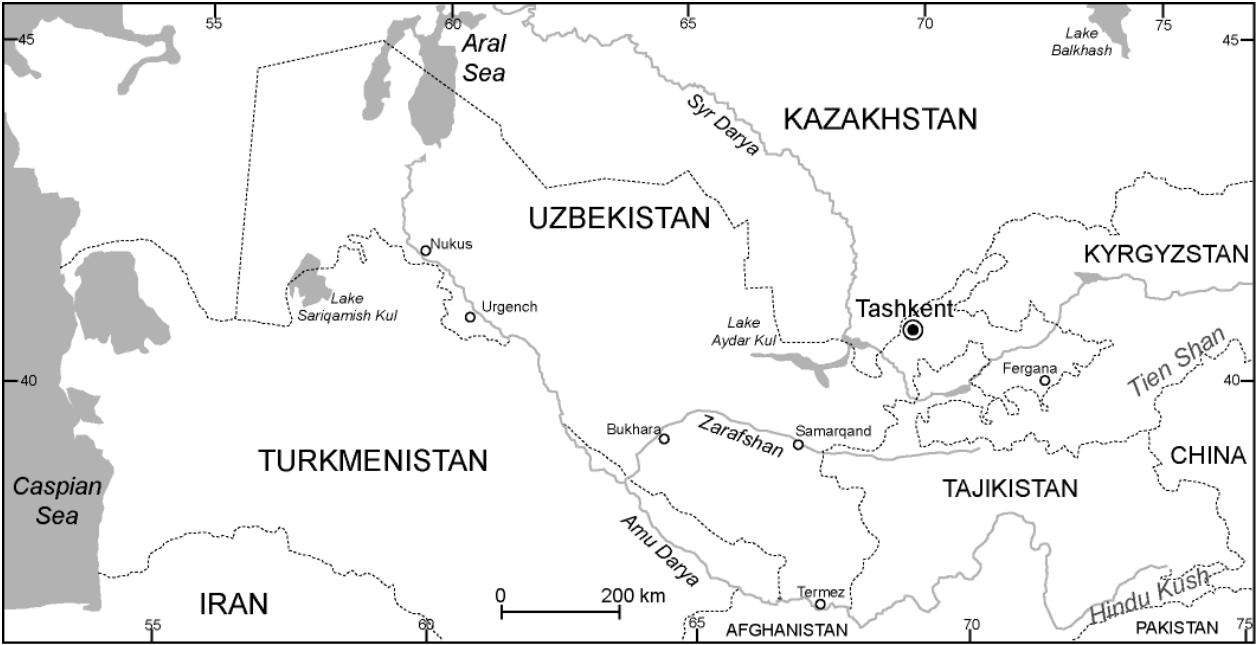 55
60
65
70
75
45
Aral
Sea
Lake
Balkhash
45
KAZAKHSTAN
Syr Darya
UZBEKISTAN
Nukus
KYRGYZSTAN
Lake
Sariqamish Kul
Urgench
Tashkent
Lake
Aydar Kul
Tien Shan
40
Fergana
40
Bukhara
Zarafshan
Samarqand
TURKMENISTAN
CHINA
Caspian
Sea
TAJIKISTAN
Amu Darya
IRAN
0 200 km
Termez
Hindu Kush
AFGHANISTAN
PAKISTAN
55
60
65
70
75